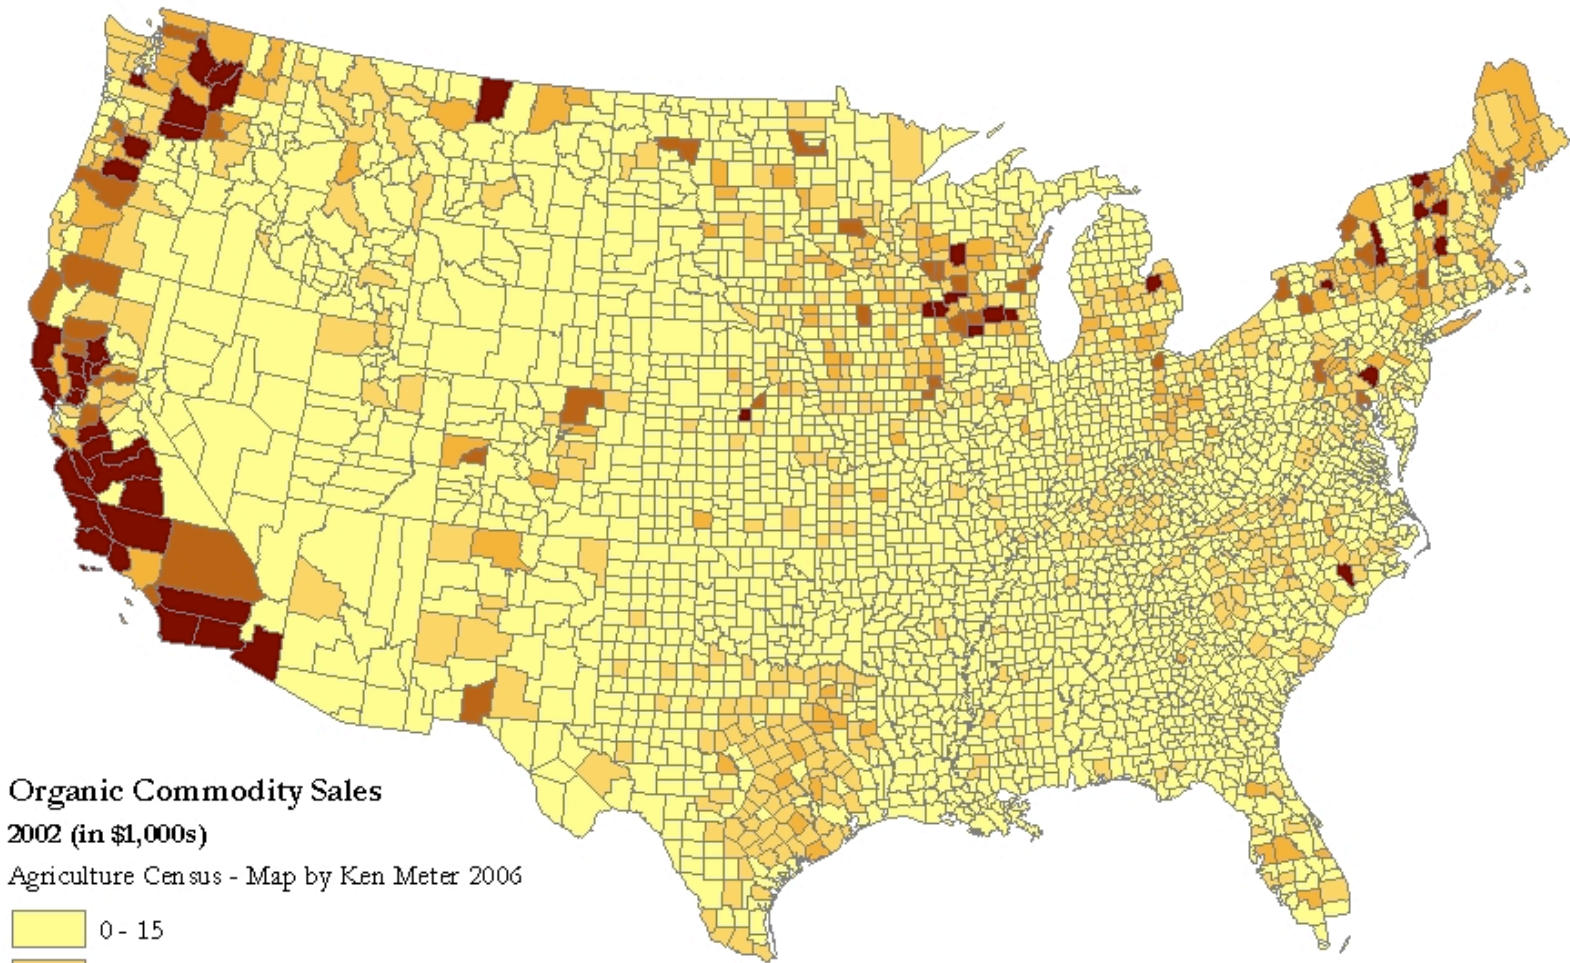 Organic Commodity Sales
2002 (in $1,000s)
Agriculture Census - Map by Ken Meter 2006
0 - 15